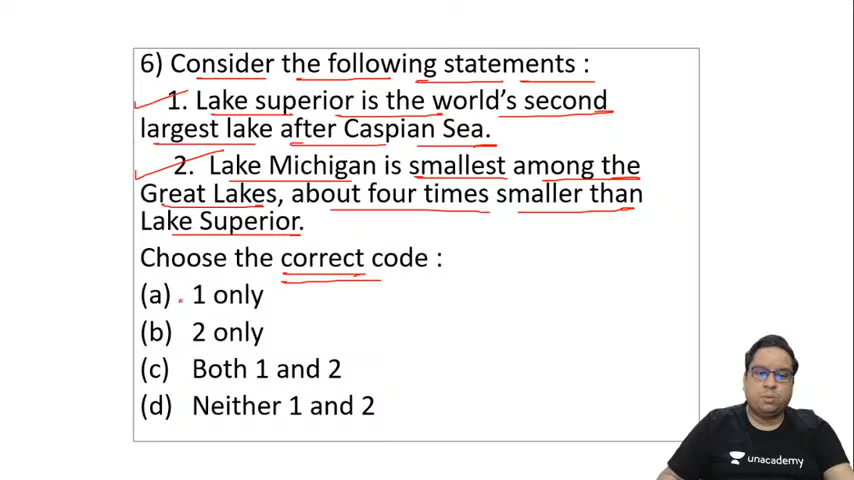 6) Consider the following statements :
1. Lake superior is the world's second
largest lake after Caspian Sea.
2. Lake Michigan is smallest among the
Great Lakes, about four times smaller than
Lake Superior.
Choose the correct code :
(a) 1 only
(b) 2 only
(c) Both 1 and 2
(d) Neither 1 and 2
unacademy